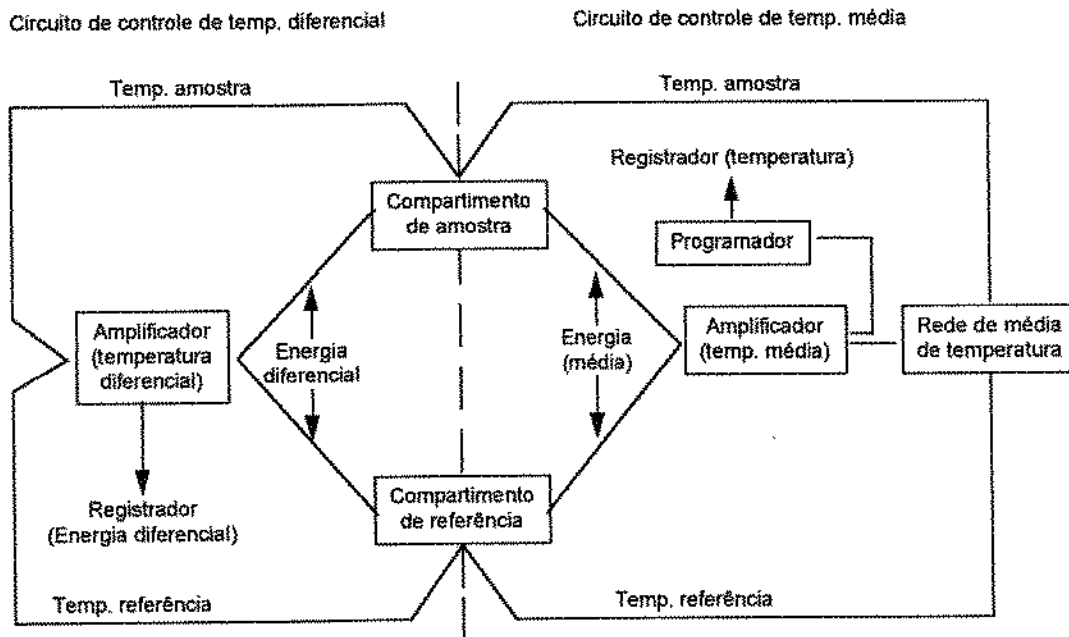 Circuito de controle de temp. diferencial
Circuito de controle de temp. média
Temp. amostra
Temp. amostra
Registrador (temperatura)
Compartimento
de amostra
Programador
Amplificador
(temperatura
diferencial)
Energia
diferencial
Energia
(média)
Amplificador
(temp. média)
Rede de média
de temperatura
Registrador
(Energia diferencial)
Compartimento
de referência
Temp. referência
Temp. referência